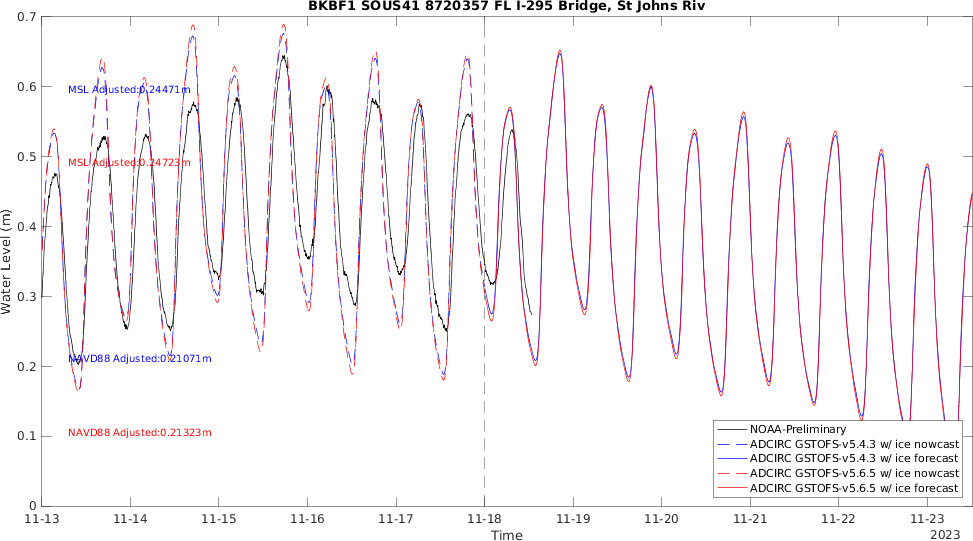 BKBF1 SOUS41 8720357 FL I-295 Bridge, St Johns Riv
0.7
0.6
0.5
0.4
0.3
0.2
0.1
0
Water Level (m)
MSL Adjusted:0.24471m
MSL Adjusted:0.24723m
NAVD88 Adjusted:0.21071m
NAVD88 Adjusted:0.21323m
NOAA-Preliminary
ADCIRC GSTOFS-v5.4.3 w/ ice nowcast
ADCIRC GSTOFS-v5.4.3 w/ ice forecast
ADCIRC GSTOFS-v5.6.5 w/ ice nowcast
ADCIRC GSTOFS-v5.6.5 w/ ice forecast
11-13 11-14 11-15 11-16 11-17 11-18 11-19 11-20 11-21 11-22 11-23
Time
2023